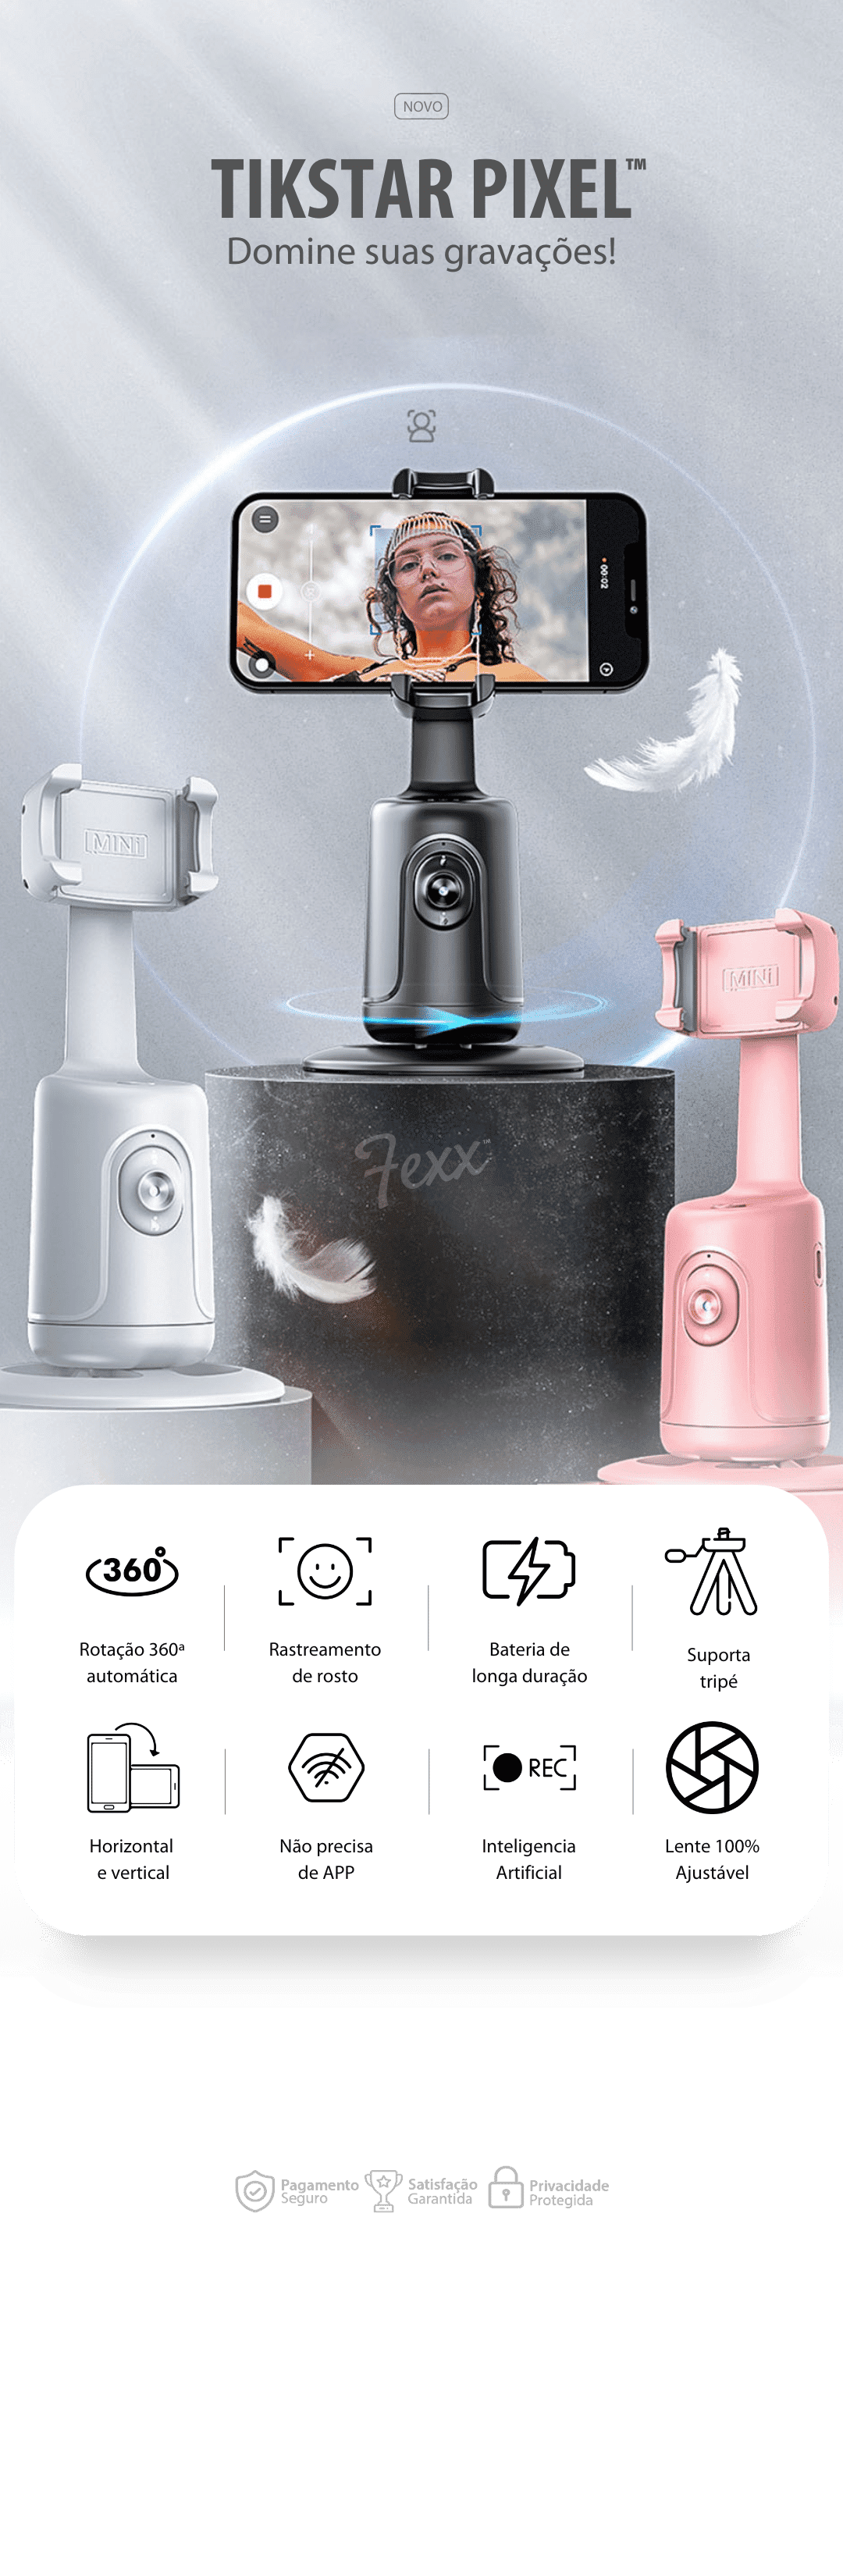 NOVO
TIKSTAR PIXEL™
Domine suas gravações!
00:02
MINi
MINi
Fexx™
360°
Rotação 360ª
automática
Rastreamento
de rosto
Bateria de
longa duração
Suporta
tripé
Horizontal
e vertical
Não precisa
de APP
REC
Inteligencia
Artificial
Lente 100%
Ajustável
Pagamento
Seguro
Satisfação
Garantida
Privacidade
Protegida